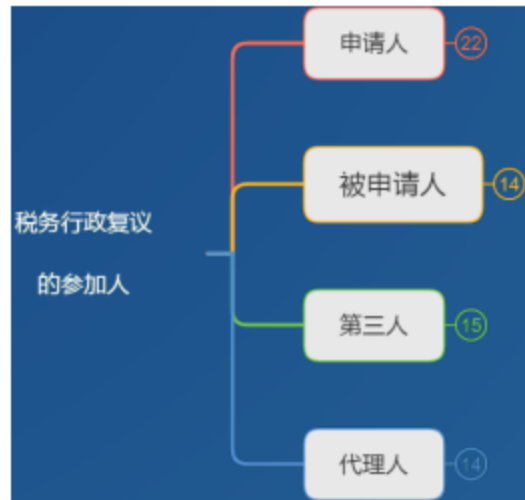 申请人 22
被申请人 14
税务行政复议
的参加人
第三人 15
代理人 14